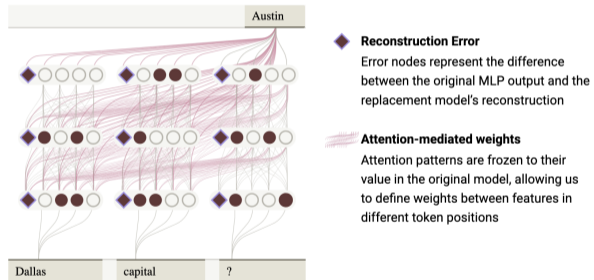 Austin
Reconstruction Error
Error nodes represent the difference
between the original MLP output and the
replacement model's reconstruction
Attention-mediated weights
Attention patterns are frozen to their
value in the original model, allowing us
to define weights between features in
different token positions
Dallas
capital
?